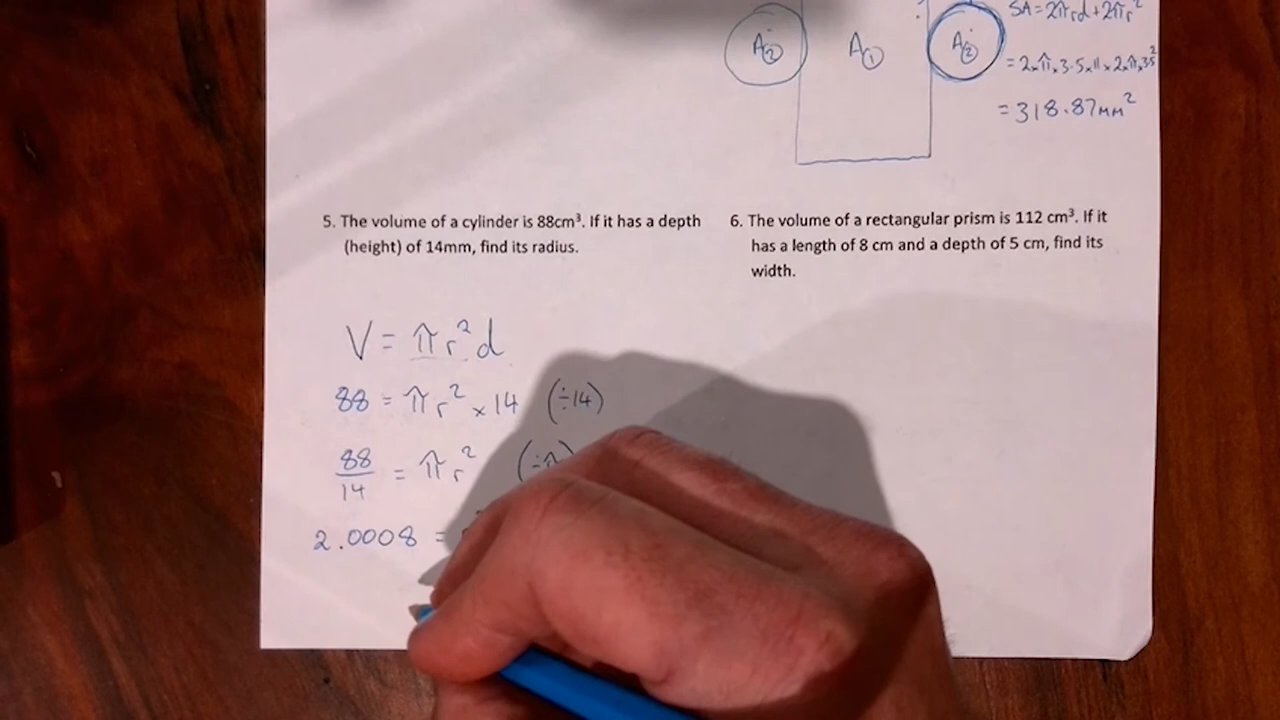 SA = 2πrd + 2πr²
A② A① A②
= 2×π×3.5×11×2×π×3.5²
= 318.87mm²
5. The volume of a cylinder is 88cm³. If it has a depth
(height) of 14mm, find its radius.
6. The volume of a rectangular prism is 112 cm³. If it
has a length of 8 cm and a depth of 5 cm, find its
width.
V = πr²d
88 = πr² × 14 (÷14)
88/14 = πr² (÷π)
2.0008 =